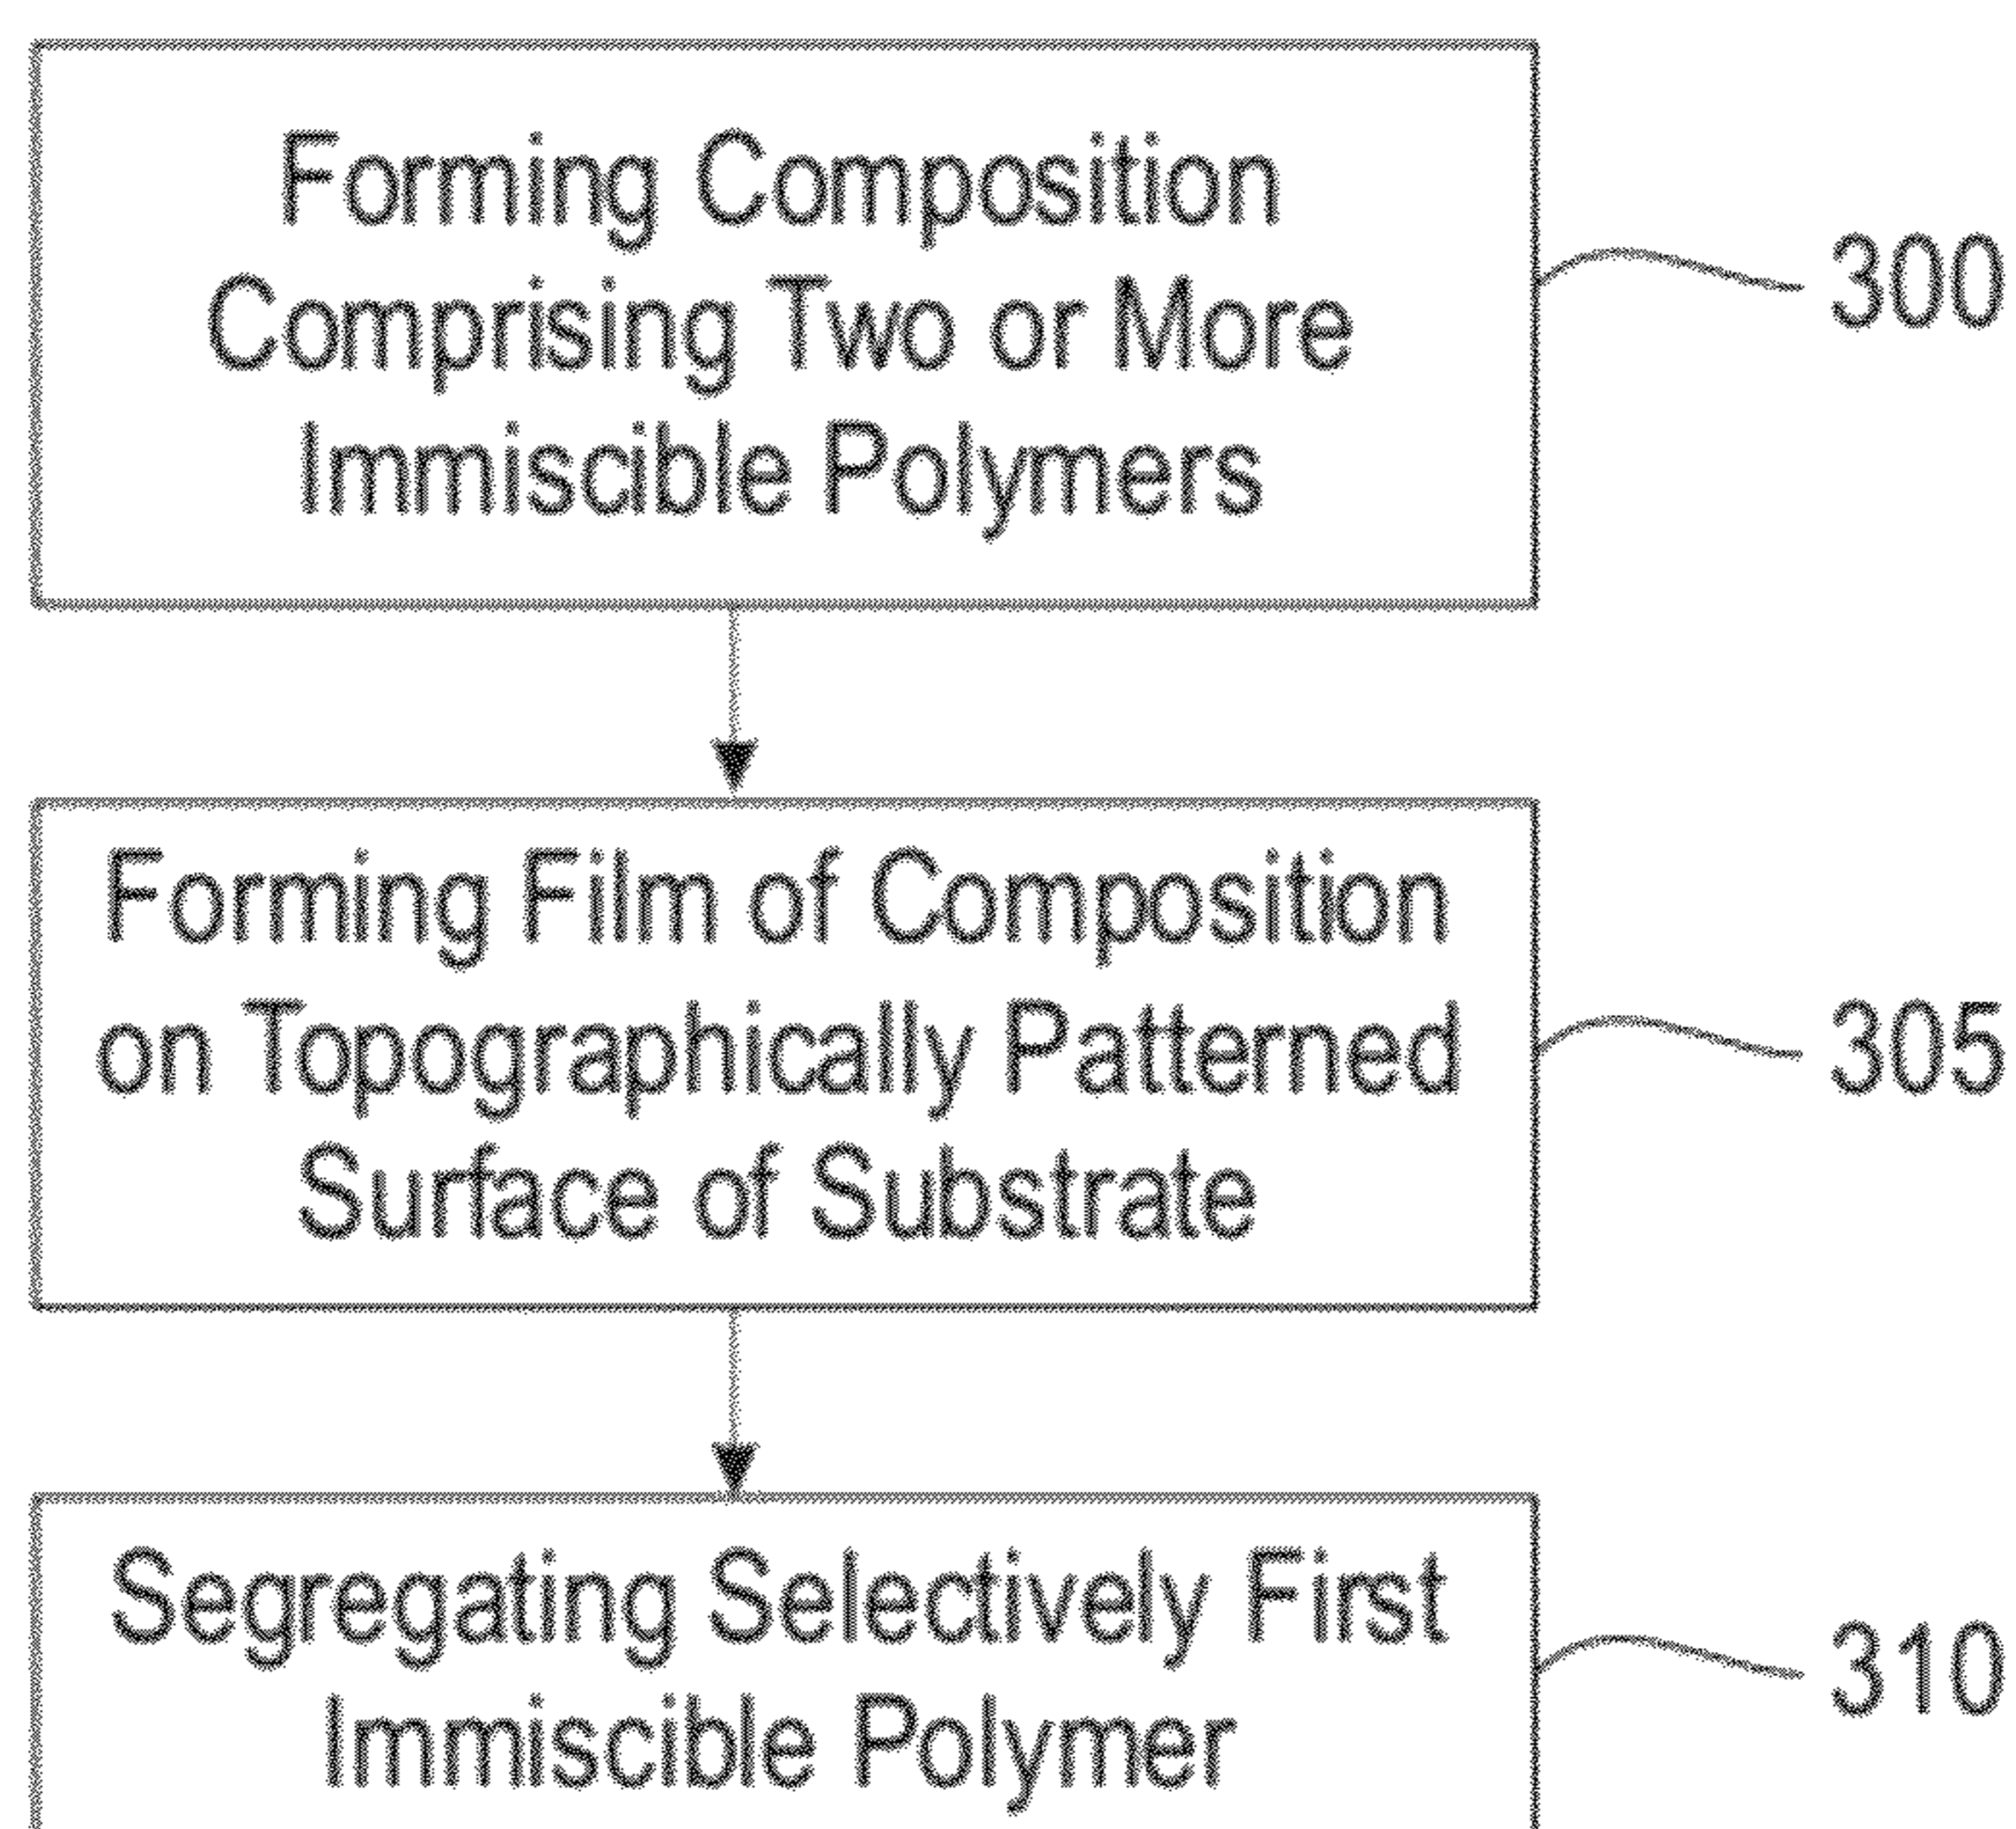 Forming Composition
Comprising Two or More
Immiscible Polymers
300
Forming Film of Composition
on Topographically Patterned
Surface of Substrate
305
Segregating Selectively First
Immiscible Polymer
310